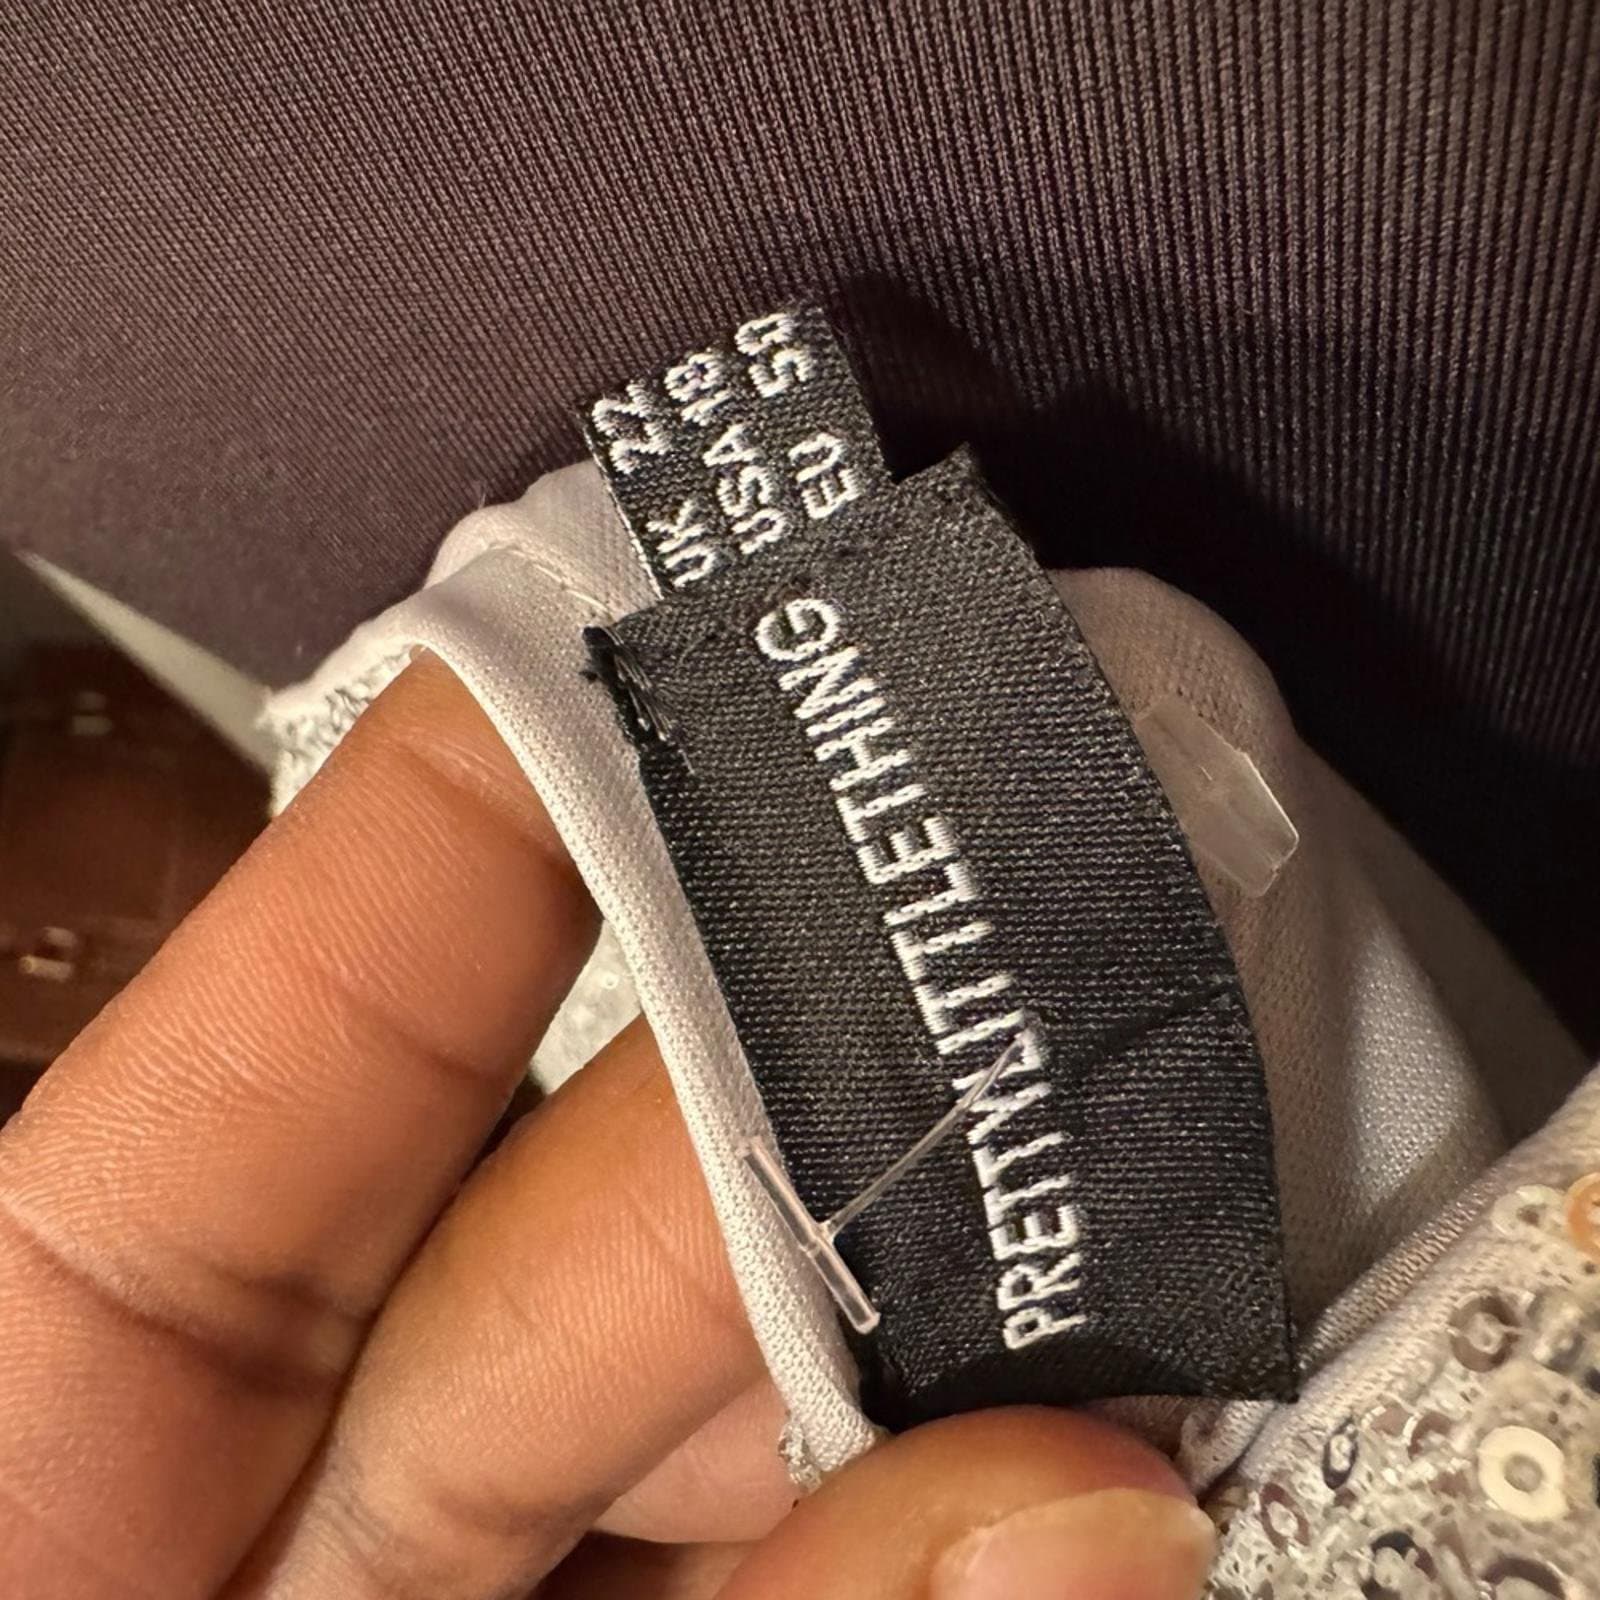 UK 22
USA 18
EU 50
PRETTYLITTLETHING